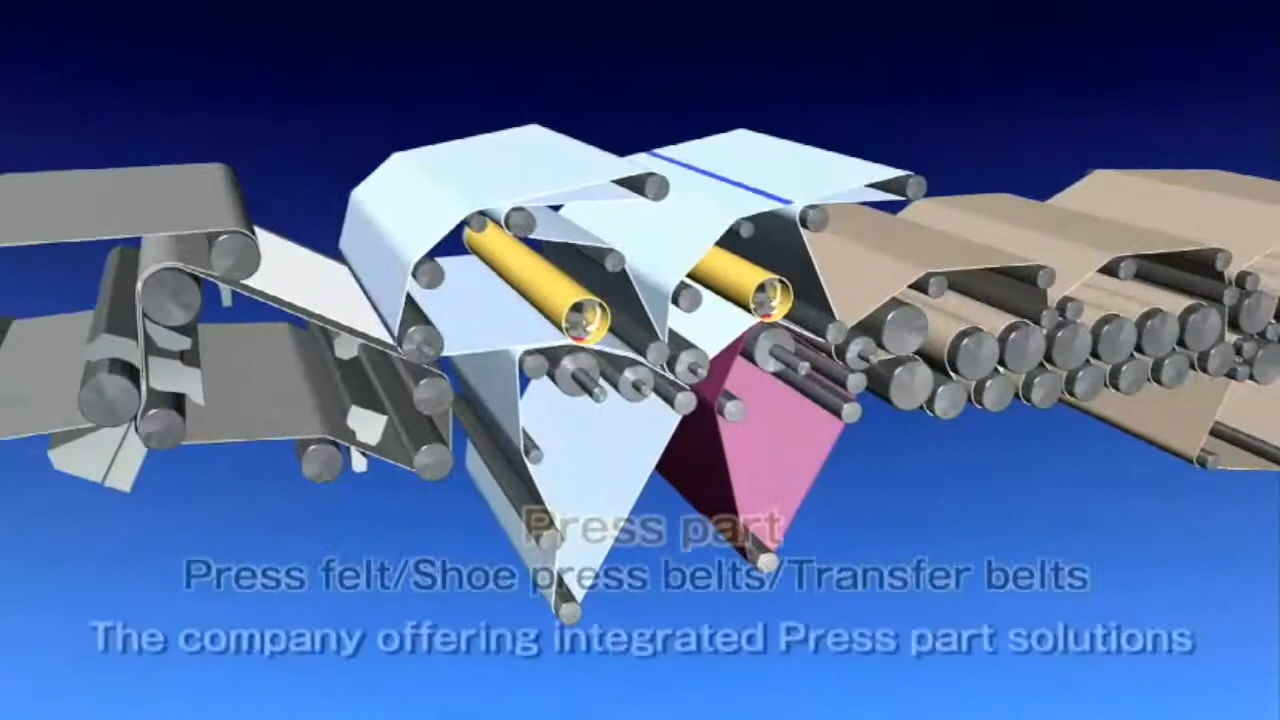 Press part
Press felt/Shoe press belts/Transfer belts
The company offering integrated Press part solutions